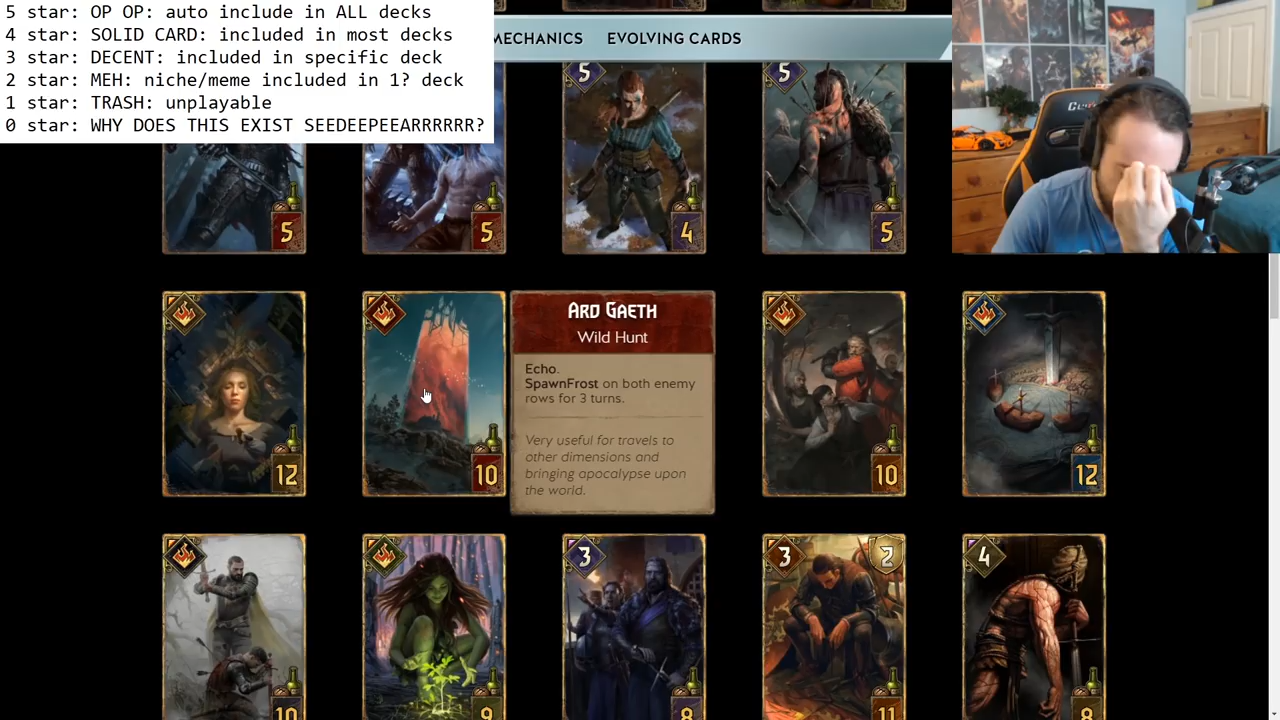 5 star: OP OP: auto include in ALL decks
4 star: SOLID CARD: included in most decks
3 star: DECENT: included in specific deck
2 star: MEH: niche/meme included in 1? deck
1 star: TRASH: unplayable
0 star: WHY DOES THIS EXIST SEEDEEPEEARRRRRR?
MECHANICS
EVOLVING CARDS
5
5
5
5
4
5
12
10
ARD GAETH
Wild Hunt
Echo.
SpawnFrost on both enemy
rows for 3 turns.
Very useful for travels to
other dimensions and
bringing apocalypse upon
the world.
10
12
3
3
2
4
10
9
8
11
8